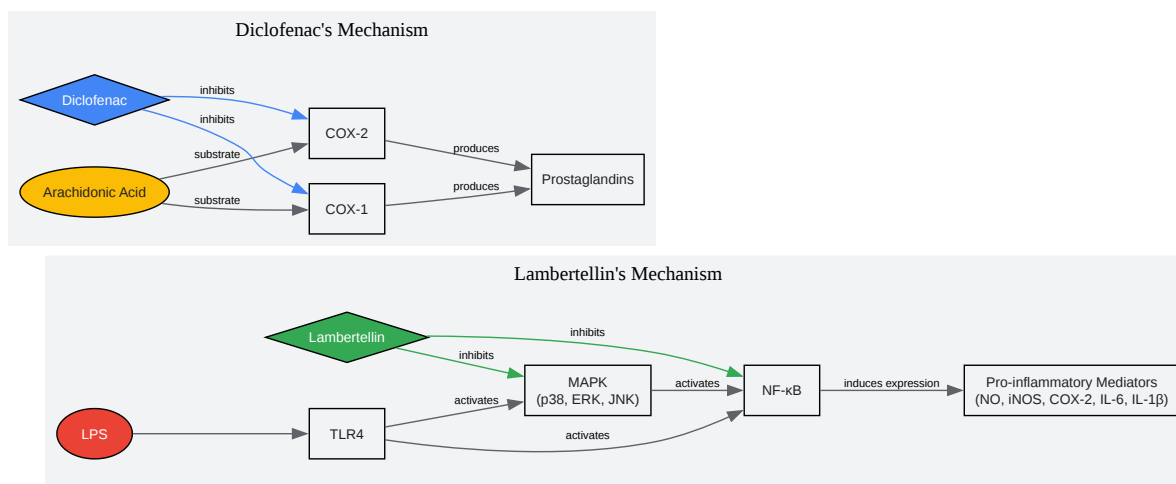 Diclofenac's Mechanism
Diclofenac
inhibits
inhibits
COX-2
substrate
produces
Arachidonic Acid
substrate
COX-1
produces
Prostaglandins
Lambertellin's Mechanism
Lambertellin
inhibits
inhibits
MAPK
(p38, ERK, JNK)
activates
NF-κB
induces expression
Pro-inflammatory Mediators
(NO, iNOS, COX-2, IL-6, IL-1β)
activates
LPS
TLR4
activates